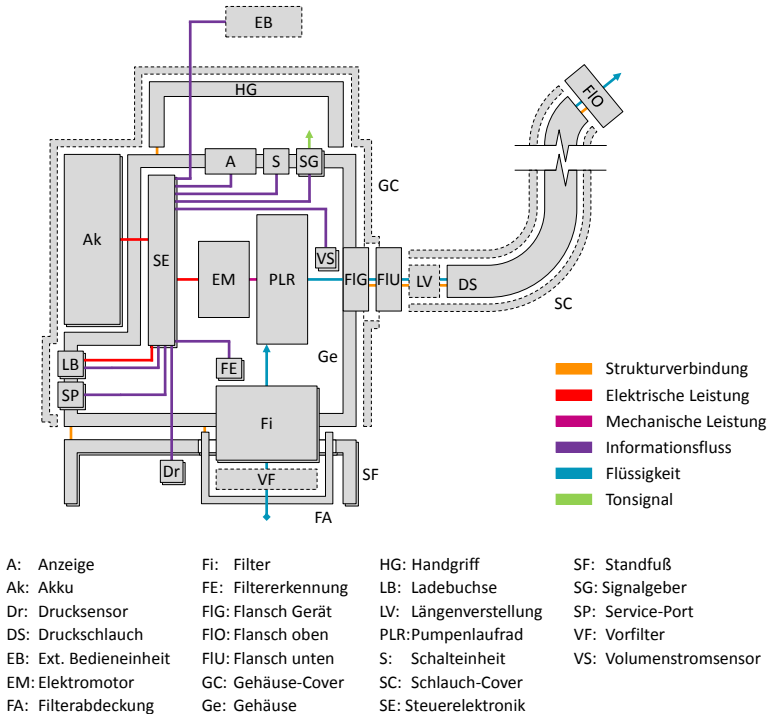 EB
HG
A S SG
GC
Ak
SE
EM PLR VS FlG FlU LV DS
FlO
SC
Ge
LB
FE
SP
Fi
Dr
VF
SF
FA
Strukturverbindung
Elektrische Leistung
Mechanische Leistung
Informationsfluss
Flüssigkeit
Tonsignal
A: Anzeige Fi: Filter HG: Handgriff SF: Standfuß
Ak: Akku FE: Filtererkennung LB: Ladebuchse SG: Signalgeber
Dr: Drucksensor FlG: Flansch Gerät LV: Längenverstellung SP: Service-Port
DS: Druckschlauch FlO: Flansch oben PLR: Pumpenlaufrad VF: Vorfilter
EB: Ext. Bedieneinheit FlU: Flansch unten S: Schalteinheit VS: Volumenstromsensor
EM: Elektromotor GC: Gehäuse-Cover SC: Schlauch-Cover
FA: Filterabdeckung Ge: Gehäuse SE: Steuerelektronik